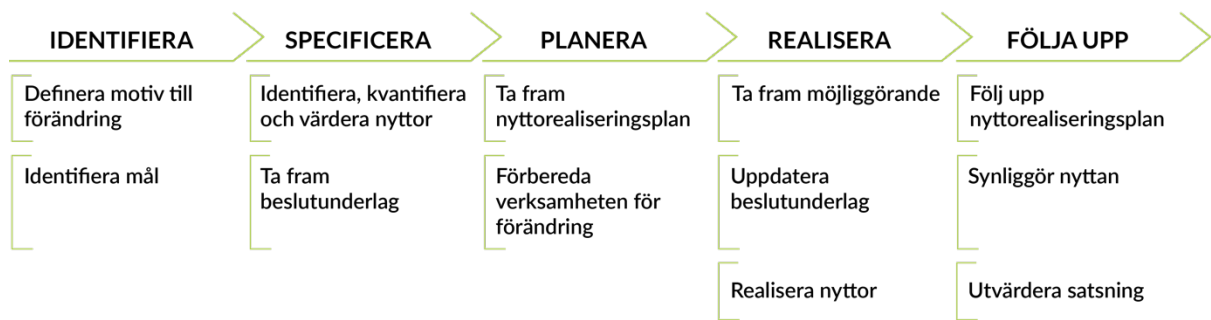 IDENTIFIERA
SPECIFICERA
PLANERA
REALISERA
FÖLJA UPP
Definera motiv till
förändring
Identifiera, kvantifiera
och värdera nyttor
Ta fram
nyttorealiseringsplan
Ta fram möjliggörande
Följ upp
nyttorealiseringsplan
Identifiera mål
Ta fram
beslutunderlag
Förbereda
verksamheten för
förändring
Uppdatera
beslutunderlag
Synliggör nyttan
Realisera nyttor
Utvärdera satsning